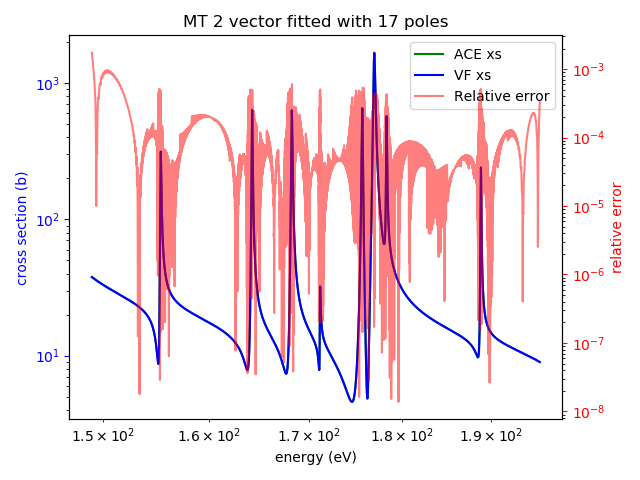 MT 2 vector fitted with 17 poles
ACE xs
VF xs
Relative error
cross section (b)
10³
10²
10¹
relative error
10⁻³
10⁻⁴
10⁻⁵
10⁻⁶
10⁻⁷
10⁻⁸
1.5 × 10² 1.6 × 10² 1.7 × 10² 1.8 × 10² 1.9 × 10²
energy (eV)